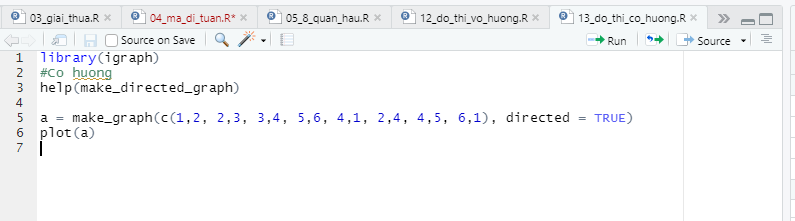 03_giai_thua.R
04_ma_di_tuan.R*
05_8_quan_hau.R
12_do_thi_vo_huong.R
13_do_thi_co_huong.R
Source on Save
Run
Source
1 library(igraph)
2 #Co huong
3 help(make_directed_graph)
4
5 a = make_graph(c(1,2, 2,3, 3,4, 5,6, 4,1, 2,4, 4,5, 6,1), directed = TRUE)
6 plot(a)
7